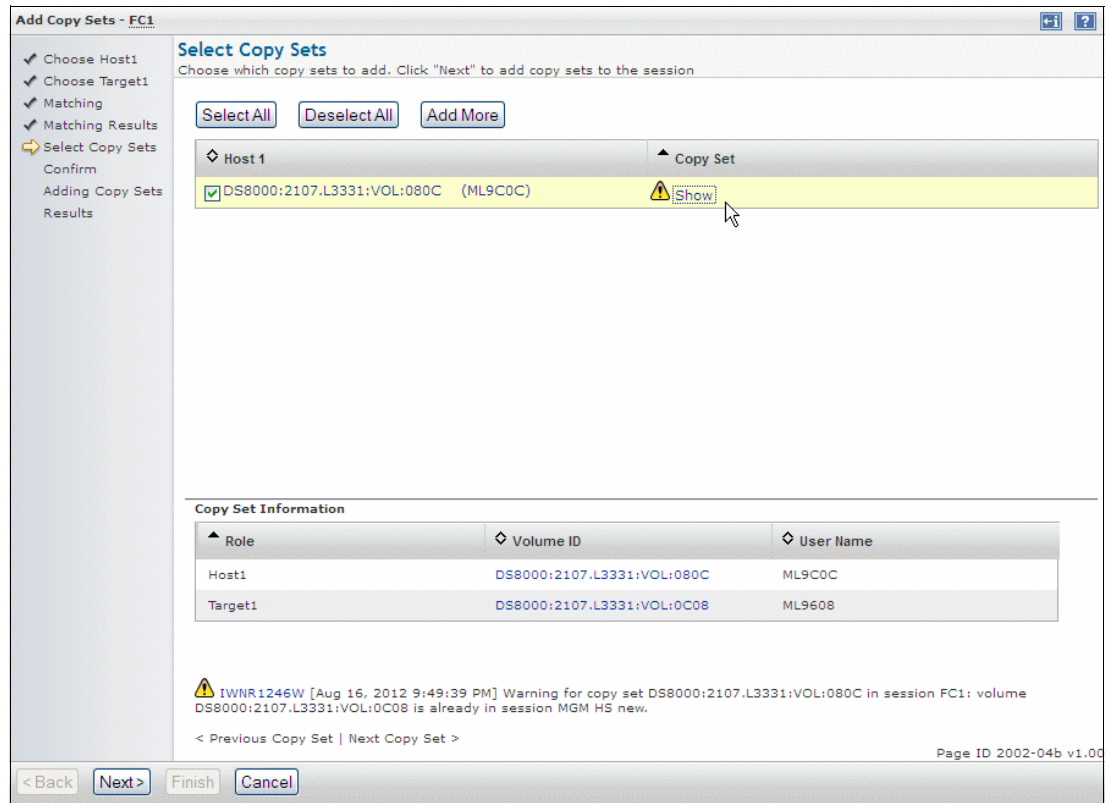 Add Copy Sets - FC1
?
Choose Host1
Choose Target1
Matching
Matching Results
Select Copy Sets
Confirm
Adding Copy Sets
Results
Select Copy Sets
Choose which copy sets to add. Click "Next" to add copy sets to the session
Select All Deselect All Add More
Host 1 Copy Set
DS8000:2107.L3331:VOL:080C (ML9C0C) Show
Copy Set Information
Role Volume ID User Name
Host1 DS8000:2107.L3331:VOL:080C ML9C0C
Target1 DS8000:2107.L3331:VOL:0C08 ML9608
IWNR1246W [Aug 16, 2012 9:49:39 PM] Warning for copy set DS8000:2107.L3331:VOL:080C in session FC1: volume
DS8000:2107.L3331:VOL:0C08 is already in session MGM HS new.
< Previous Copy Set | Next Copy Set >
Page ID 2002-04b v1.00
< Back Next > Finish Cancel